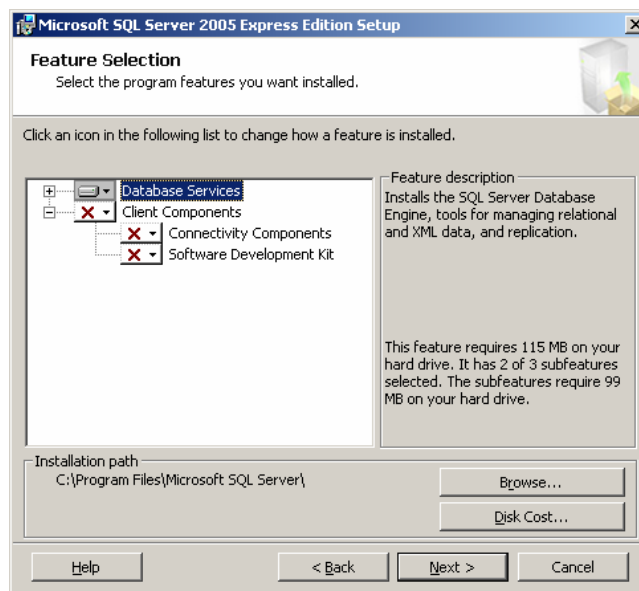 Microsoft SQL Server 2005 Express Edition Setup
Feature Selection
Select the program features you want installed.
Click an icon in the following list to change how a feature is installed.
Database Services
Client Components
Connectivity Components
Software Development Kit
Feature description
Installs the SQL Server Database
Engine, tools for managing relational
and XML data, and replication.
This feature requires 115 MB on your
hard drive. It has 2 of 3 subfeatures
selected. The subfeatures require 99
MB on your hard drive.
Installation path
C:\Program Files\Microsoft SQL Server\
Browse...
Disk Cost...
Help
< Back
Next >
Cancel